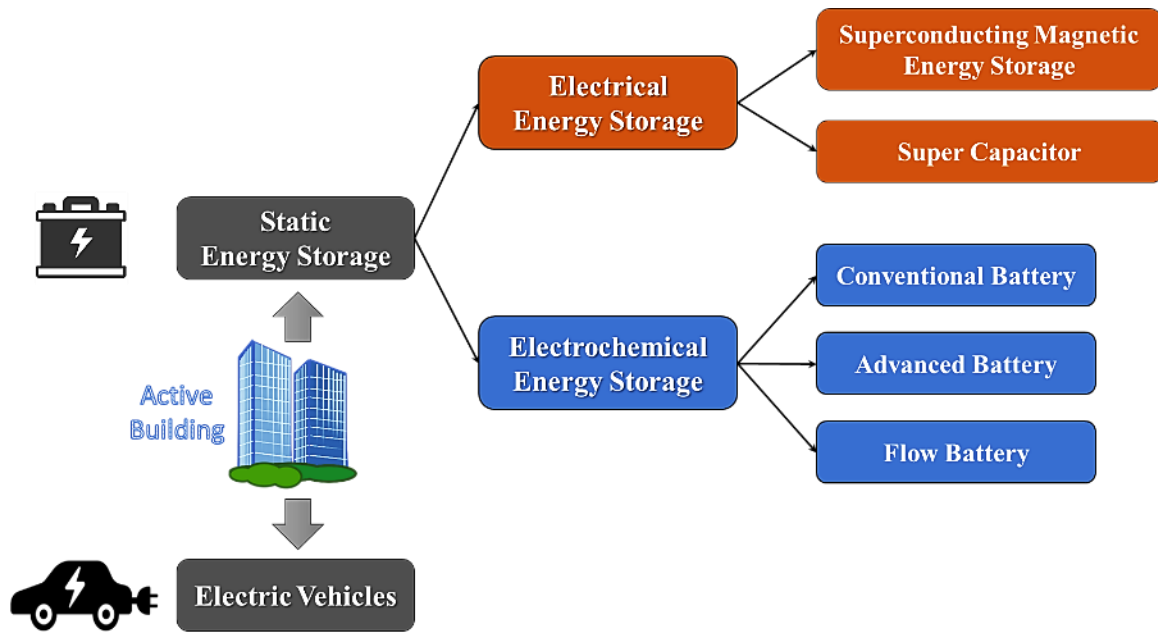 Superconducting Magnetic
Energy Storage
Electrical
Energy Storage
Super Capacitor
Static
Energy Storage
Conventional Battery
Electrochemical
Energy Storage
Advanced Battery
Active
Building
Flow Battery
Electric Vehicles